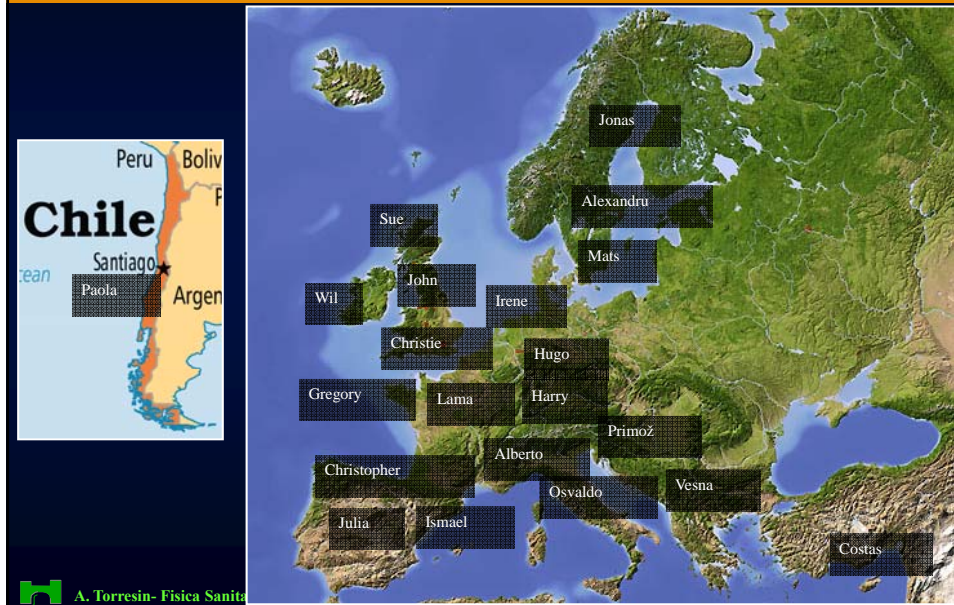 Peru
Boliv
P
Chile
Santiago
cean
Paola
Argen
Jonas
Alexandru
Sue
Mats
John
Wil
Irene
Christie
Hugo
Gregory
Lama
Harry
Primož
Alberto
Christopher
Osvaldo
Vesna
Julia
Ismael
Costas
A. Torresin- Fisica Sanita